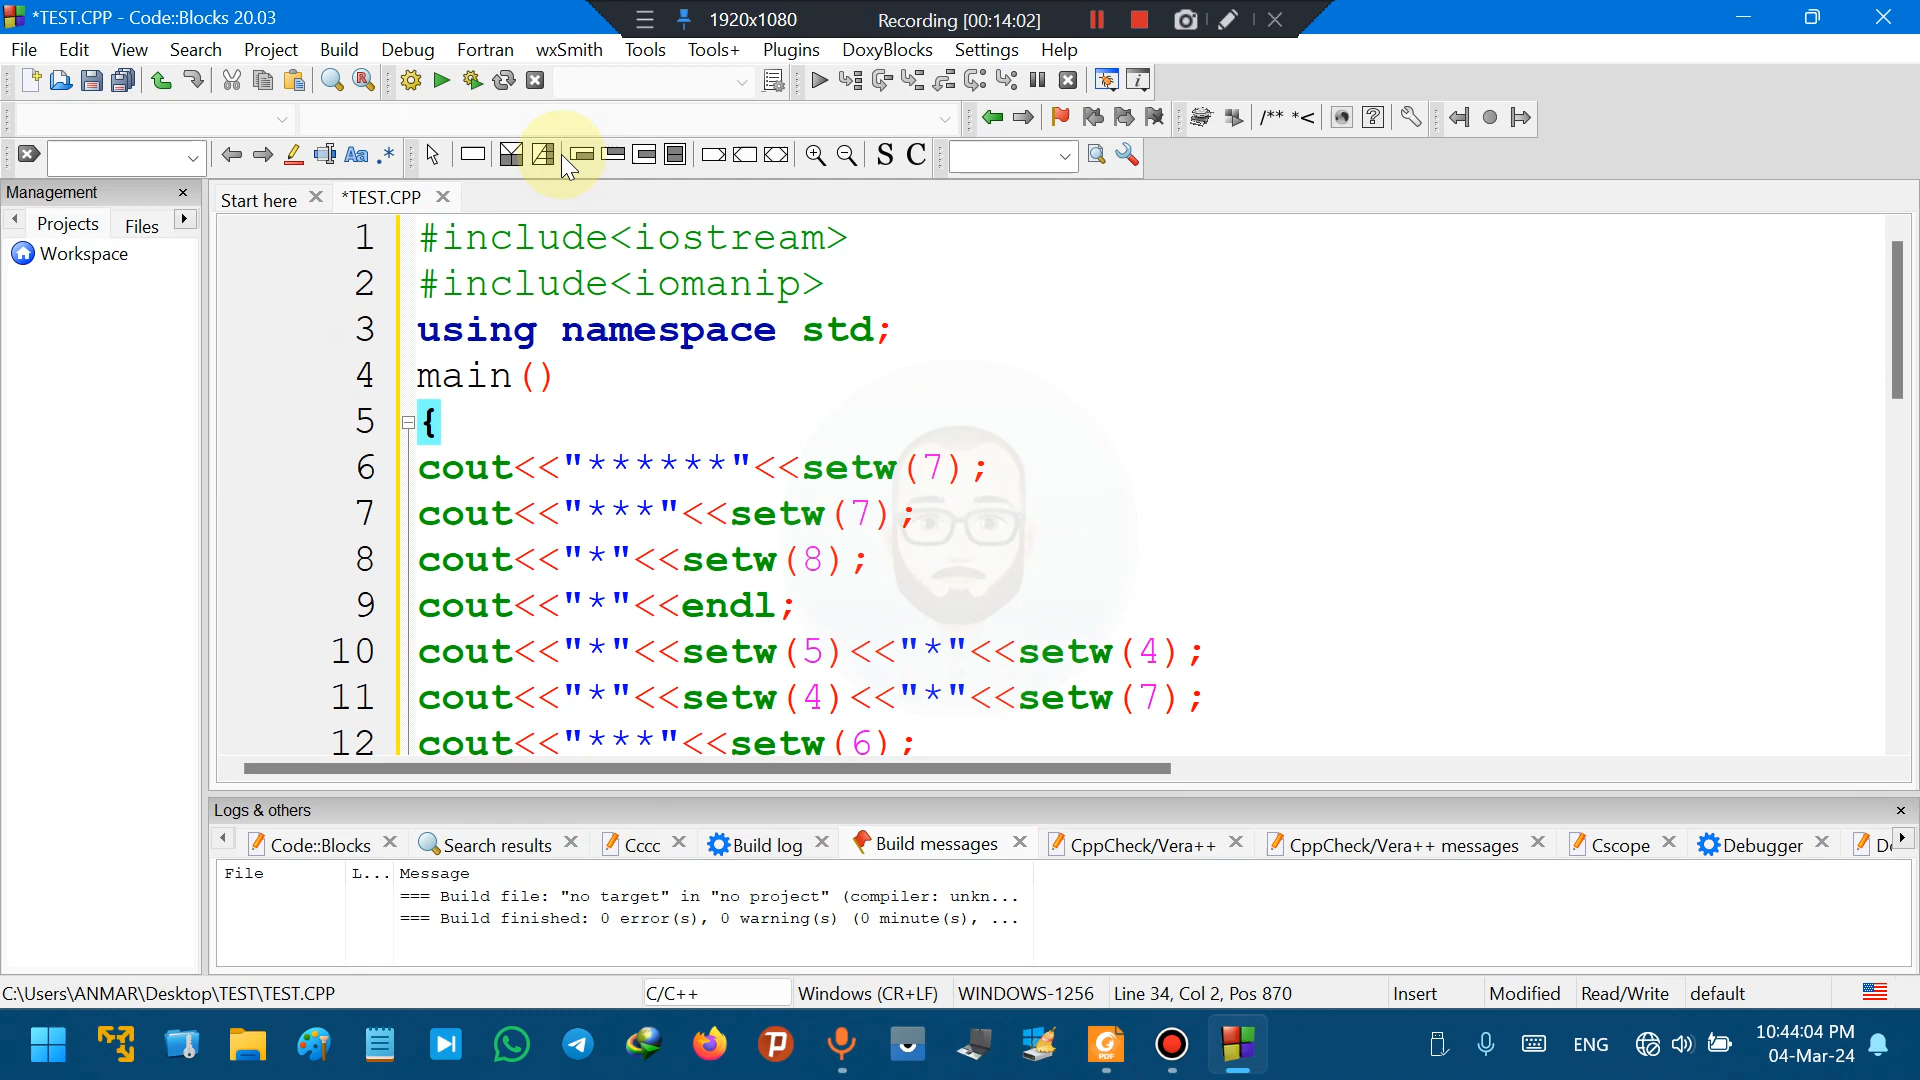 *TEST.CPP - Code::Blocks 20.03
1920x1080
Recording [00:14:02]
File Edit View Search Project Build Debug Fortran wxSmith Tools Tools+ Plugins DoxyBlocks Settings Help
/** *<
Aa .* S C
Management
Start here *TEST.CPP
Projects Files
Workspace
1 #include<iostream>
2 #include<iomanip>
3 using namespace std;
4 main()
5 {
6 cout<<"******"<<setw(7);
7 cout<<"***"<<setw(7);
8 cout<<"*"<<setw(8);
9 cout<<"*"<<endl;
10 cout<<"*"<<setw(5)<<"*"<<setw(4);
11 cout<<"*"<<setw(4)<<"*"<<setw(7);
12 cout<<"***"<<setw(6);
Logs & others
Code::Blocks Search results Cccc Build log Build messages CppCheck/Vera++ CppCheck/Vera++ messages Cscope Debugger
File L... Message
=== Build file: "no target" in "no project" (compiler: unkn...
=== Build finished: 0 error(s), 0 warning(s) (0 minute(s), ...
C:\Users\ANMAR\Desktop\TEST\TEST.CPP C/C++ Windows (CR+LF) WINDOWS-1256 Line 34, Col 2, Pos 870 Insert Modified Read/Write default
ENG
10:44:04 PM
04-Mar-24